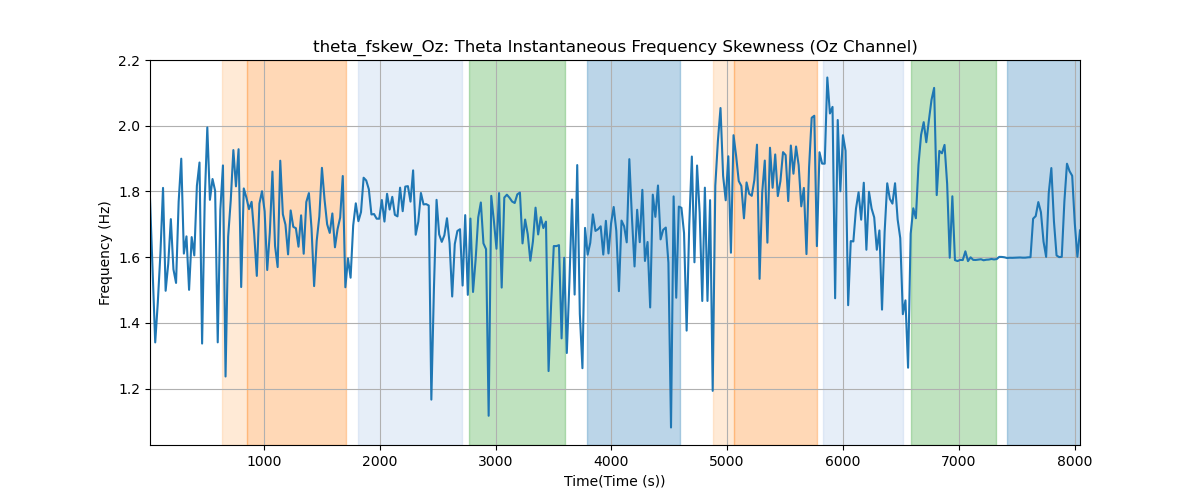 theta_fskew_Oz: Theta Instantaneous Frequency Skewness (Oz Channel)
2.2
2.0
1.8
1.6
1.4
1.2
Frequency (Hz)
1000 2000 3000 4000 5000 6000 7000 8000
Time(Time (s))